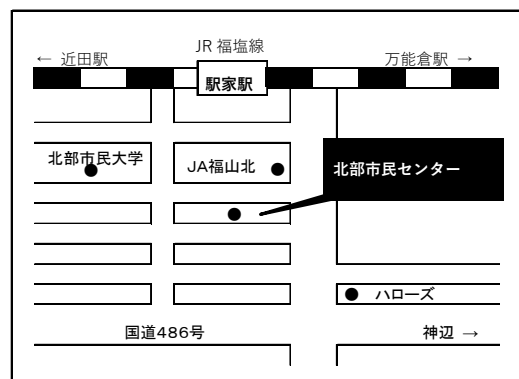 JR 福塩線
← 近田駅
万能倉駅 →
駅家駅
北部市民大学
JA福山北
北部市民センター
ハローズ
国道486号
神辺 →